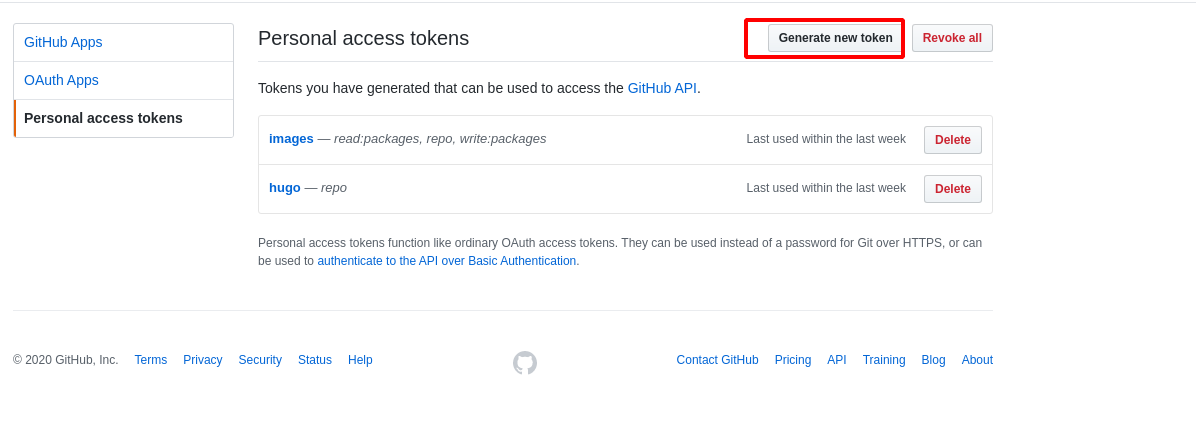 GitHub Apps
OAuth Apps
Personal access tokens
Personal access tokens
Generate new token
Revoke all
Tokens you have generated that can be used to access the GitHub API.
images — read:packages, repo, write:packages
Last used within the last week
Delete
hugo — repo
Last used within the last week
Delete
Personal access tokens function like ordinary OAuth access tokens. They can be used instead of a password for Git over HTTPS, or can
be used to authenticate to the API over Basic Authentication.
© 2020 GitHub, Inc. Terms Privacy Security Status Help
Contact GitHub Pricing API Training Blog About